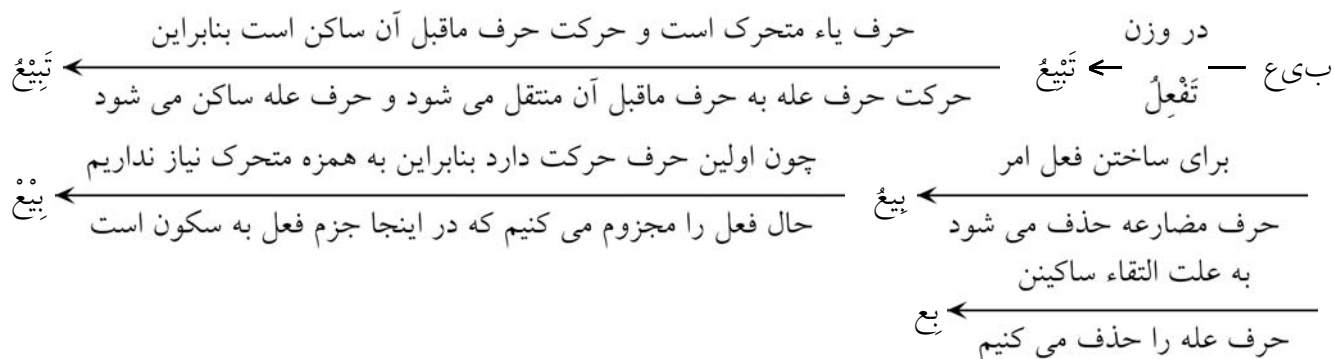 حرف یاء متحرک است و حرکت حرف ماقبل آن ساکن است بنابراین
در وزن
ب‌ی‌ع
تَفْعِلُ
تَبْیِعُ
تَبِیْعُ
حرکت حرف عله به حرف ماقبل آن منتقل می شود و حرف عله ساکن می شود
برای ساختن فعل امر
حرف مضارعه حذف می شود
بِیعُ
چون اولین حرف حرکت دارد بنابراین به همزه متحرک نیاز نداریم
حال فعل را مجزوم می کنیم که در اینجا جزم فعل به سکون است
بِیْعْ
به علت التقاء ساکینن
حرف عله را حذف می کنیم
بِع